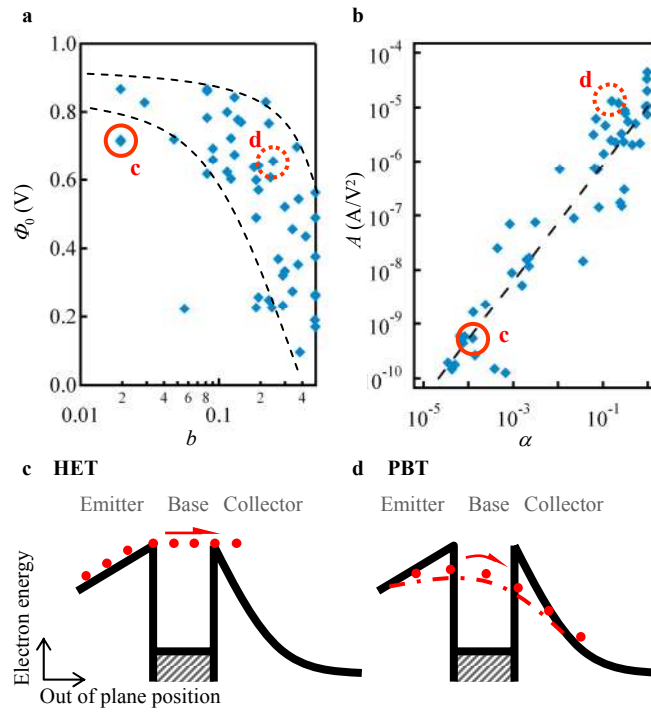 a
b
1.0
0.8
0.6
0.4
0.2
0.0
Φ0 (V)
c
d
0.01
2
4
6
8
0.1
2
4
b
10-4
10-5
10-6
10-7
10-8
10-9
0-10
A (A/V2)
d
c
10-5
10-3
10-1
α
c HET
d PBT
Emitter Base Collector
Emitter Base Collector
Electron energy
Out of plane position